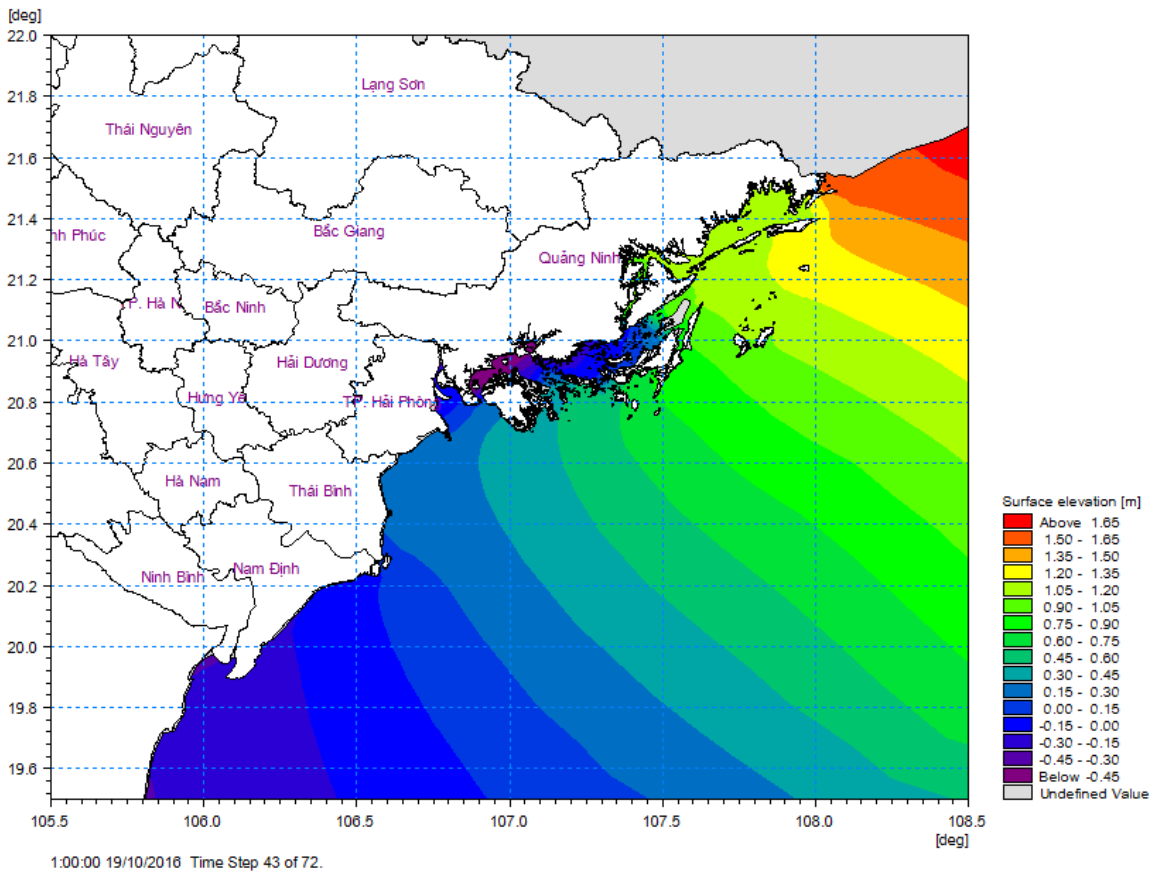 [deg]
22.0
21.8
21.6
21.4
21.2
21.0
20.8
20.6
20.4
20.2
20.0
19.8
19.6
105.5 106.0 106.5 107.0 107.5 108.0 108.5
[deg]
Lạng Sơn
Thái Nguyên
nh Phúc
Bắc Giang
Quảng Ninh
P. Hà N
Bắc Ninh
Hà Tây
Hải Dương
Hưng Yê
TP. Hải Phòn
Hà Nam
Thái Bình
Ninh Bình
Nam Định
Surface elevation [m]
Above 1.65
1.50 - 1.65
1.35 - 1.50
1.20 - 1.35
1.05 - 1.20
0.90 - 1.05
0.75 - 0.90
0.60 - 0.75
0.45 - 0.60
0.30 - 0.45
0.15 - 0.30
0.00 - 0.15
-0.15 - 0.00
-0.30 - -0.15
-0.45 - -0.30
Below -0.45
Undefined Value
1:00:00 19/10/2016 Time Step 43 of 72.